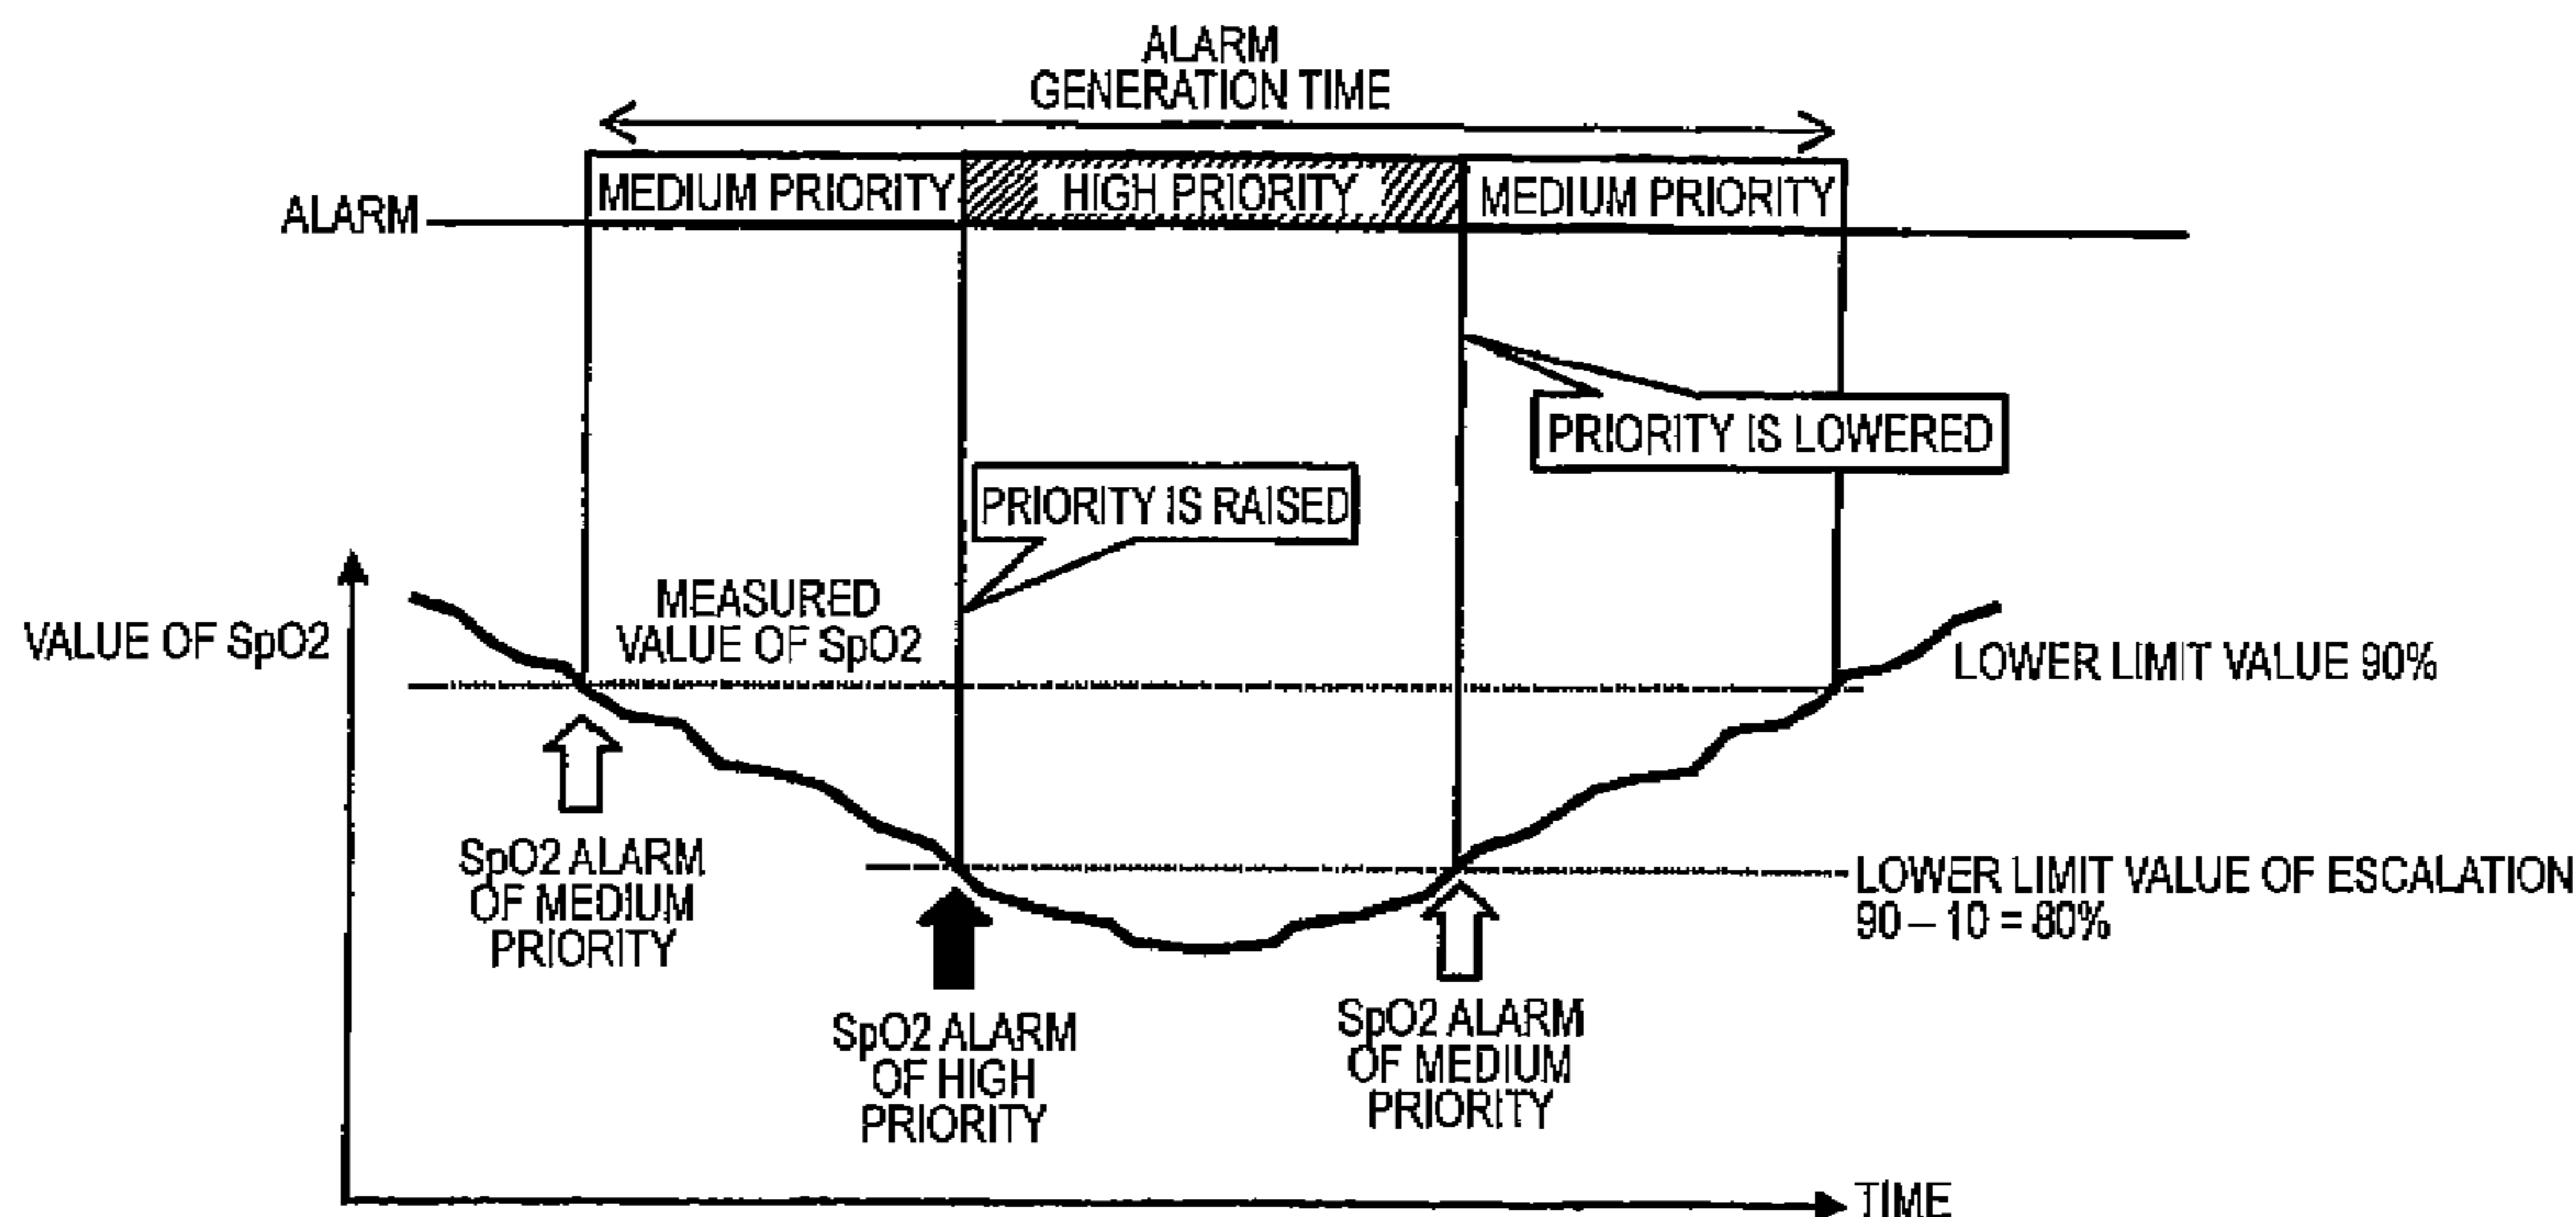 ALARM
GENERATION TIME
MEDIUM PRIORITY
HIGH PRIORITY
MEDIUM PRIORITY
ALARM
PRIORITY IS LOWERED
PRIORITY IS RAISED
MEASURED
VALUE OF SpO2
VALUE OF SpO2
LOWER LIMIT VALUE 90%
SpO2 ALARM
OF MEDIUM
PRIORITY
LOWER LIMIT VALUE OF ESCALATION
90 – 10 = 80%
SpO2 ALARM
OF HIGH
PRIORITY
SpO2 ALARM
OF MEDIUM
PRIORITY
TIME